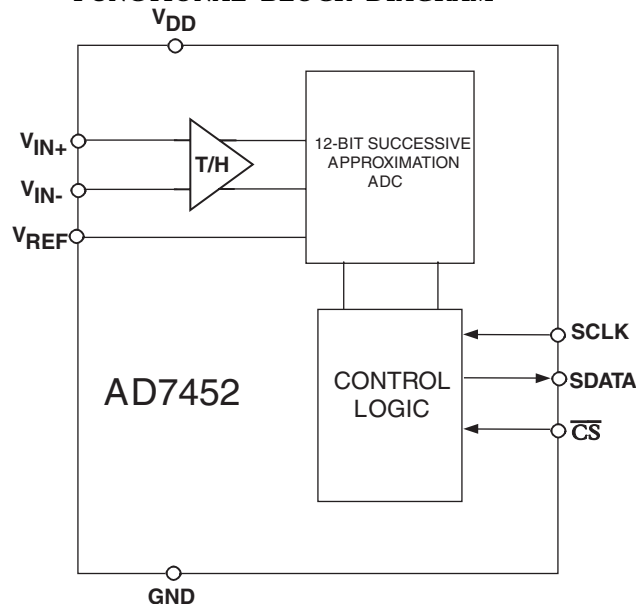 FUNCTIONAL BLOCK DIAGRAM
VDD
VIN+
T/H
12-BIT SUCCESSIVE
APPROXIMATION
ADC
VIN-
VREF
SCLK
AD7452
CONTROL
LOGIC
SDATA
CS
GND